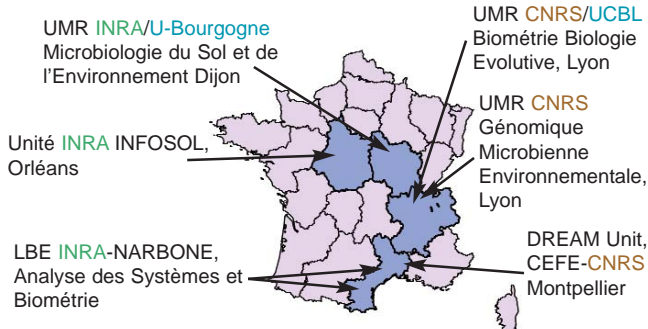 UMR INRA/U-Bourgogne
Microbiologie du Sol et de
l'Environnement Dijon
UMR CNRS/UCBL
Biométrie Biologie
Evolutive, Lyon
UMR CNRS
Génomique
Microbienne
Environnementale,
Lyon
Unité INRA INFOSOL,
Orléans
LBE INRA-NARBONE,
Analyse des Systèmes et
Biométrie
DREAM Unit,
CEFE-CNRS
Montpellier